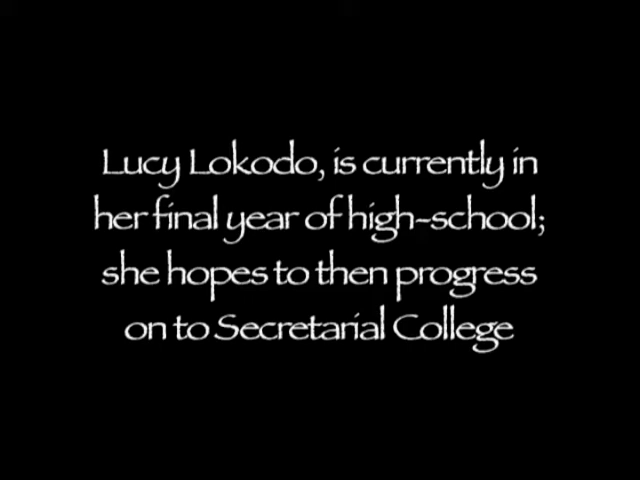 Lucy Lokodo, is currently in
her final year of high-school;
she hopes to then progress
on to Secretarial College